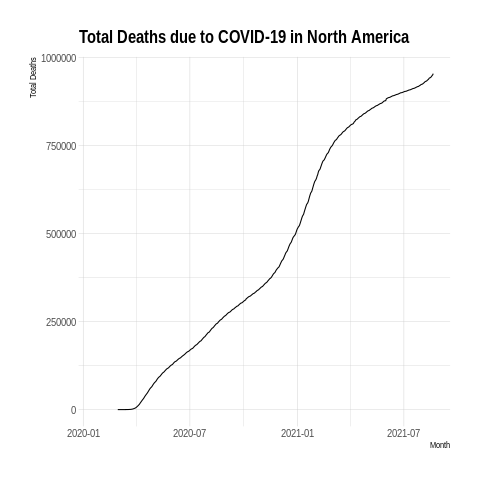 Total Deaths due to COVID-19 in North America
Total Deaths
1000000
750000
500000
250000
0
2020-01 2020-07 2021-01 2021-07
Month